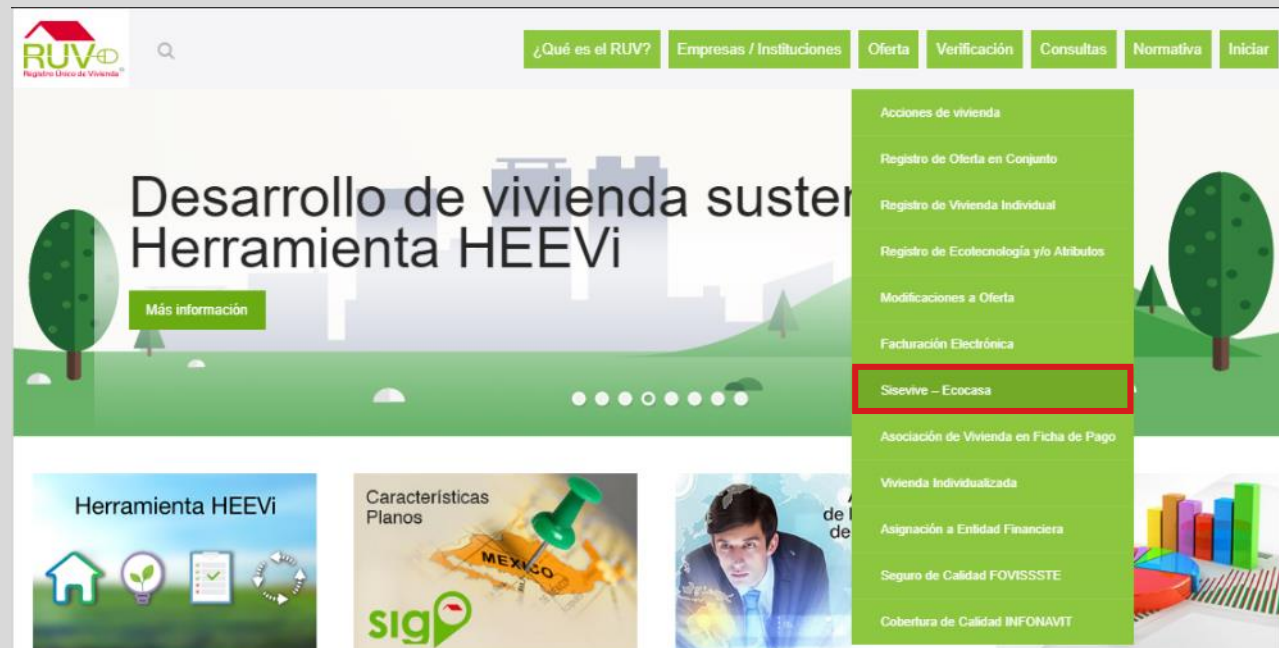 RUV
Registro Único de Vivienda
¿Qué es el RUV?
Empresas / Instituciones
Oferta
Verificación
Consultas
Normativa
Iniciar
Acciones de vivienda
Registro de Oferta en Conjunto
Registro de Vivienda Individual
Registro de Ecotecnología y/o Atributos
Modificaciones a Oferta
Facturación Electrónica
Sisevive – Ecocasa
Asociación de Vivienda en Ficha de Pago
Vivienda Individualizada
Asignación a Entidad Financiera
Seguro de Calidad FOVISSSTE
Cobertura de Calidad INFONAVIT
Desarrollo de vivienda
Herramienta HEEVi
Más información
Herramienta HEEVi
Características
Planos
MEXICO
sig
de